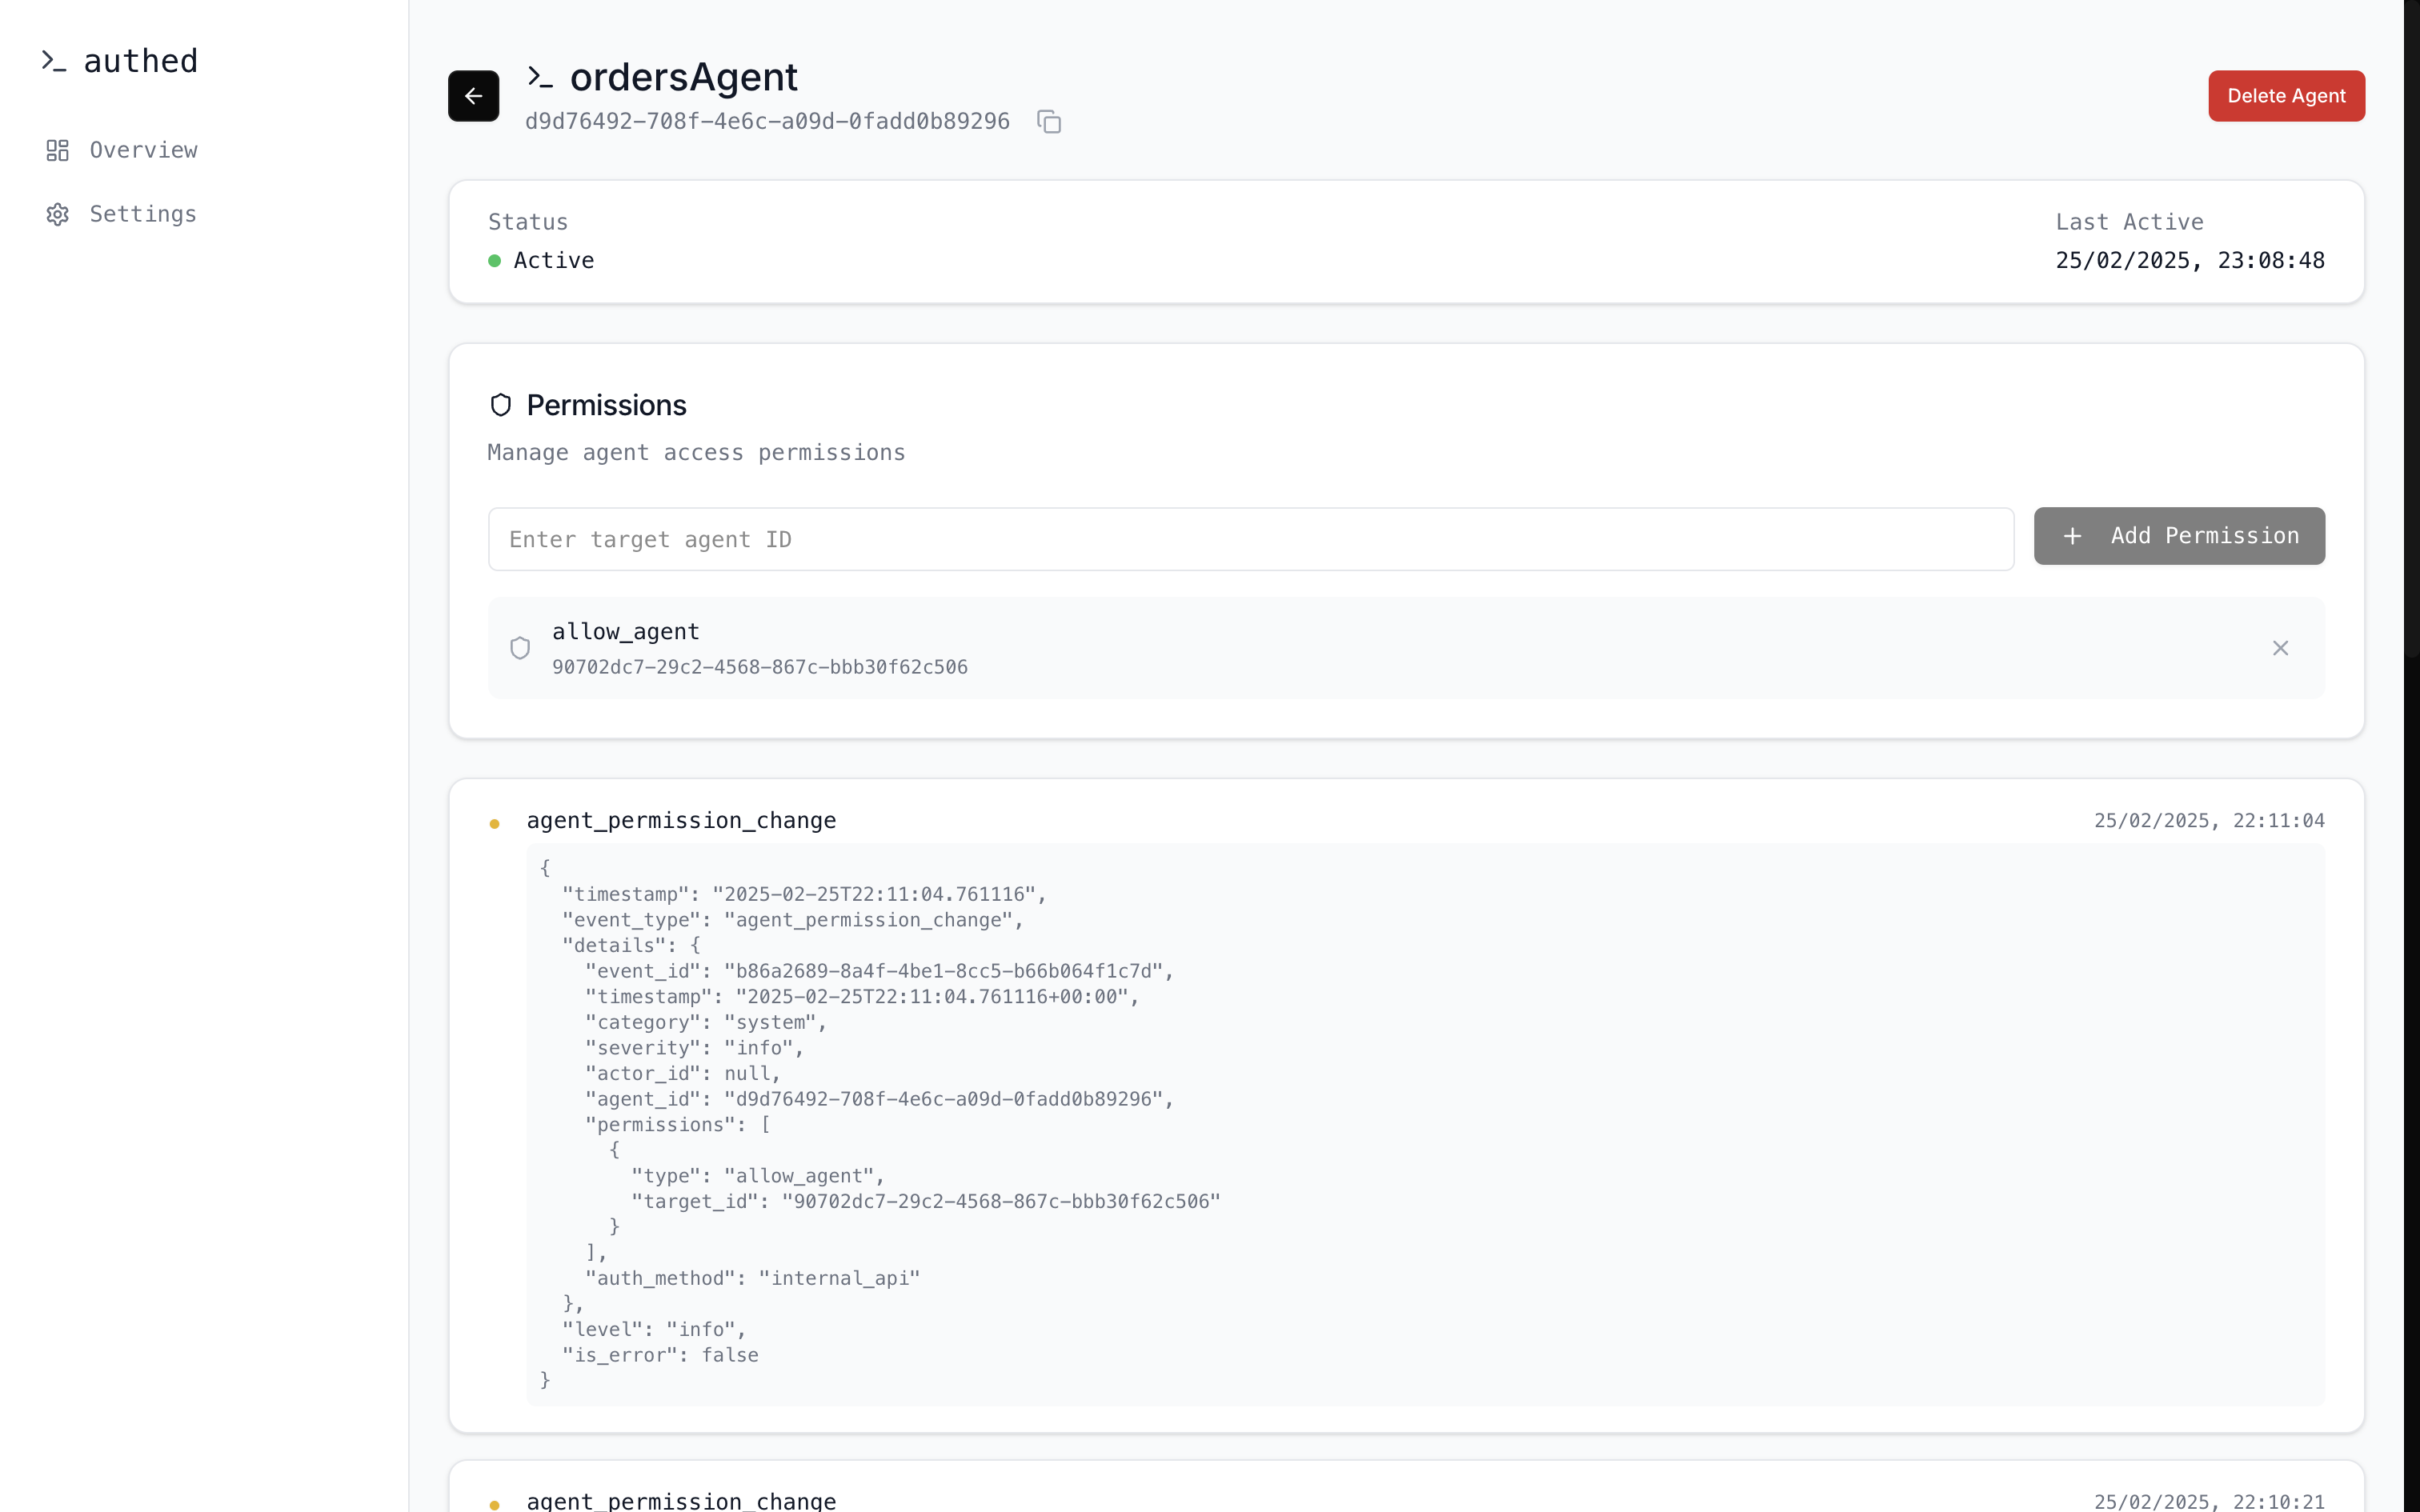 authed
Overview
Settings
ordersAgent
d9d76492-708f-4e6c-a09d-0fadd0b89296
Delete Agent
Status
Active
Last Active
25/02/2025, 23:08:48
Permissions
Manage agent access permissions
Enter target agent ID
+ Add Permission
allow_agent
90702dc7-29c2-4568-867c-bbb30f62c506
agent_permission_change
25/02/2025, 22:11:04
{
  "timestamp": "2025-02-25T22:11:04.761116",
  "event_type": "agent_permission_change",
  "details": {
    "event_id": "b86a2689-8a4f-4be1-8cc5-b66b064f1c7d",
    "timestamp": "2025-02-25T22:11:04.761116+00:00",
    "category": "system",
    "severity": "info",
    "actor_id": null,
    "agent_id": "d9d76492-708f-4e6c-a09d-0fadd0b89296",
    "permissions": [
      {
        "type": "allow_agent",
        "target_id": "90702dc7-29c2-4568-867c-bbb30f62c506"
      }
    ],
    "auth_method": "internal_api"
  },
  "level": "info",
  "is_error": false
}
agent_permission_change
25/02/2025, 22:10:21